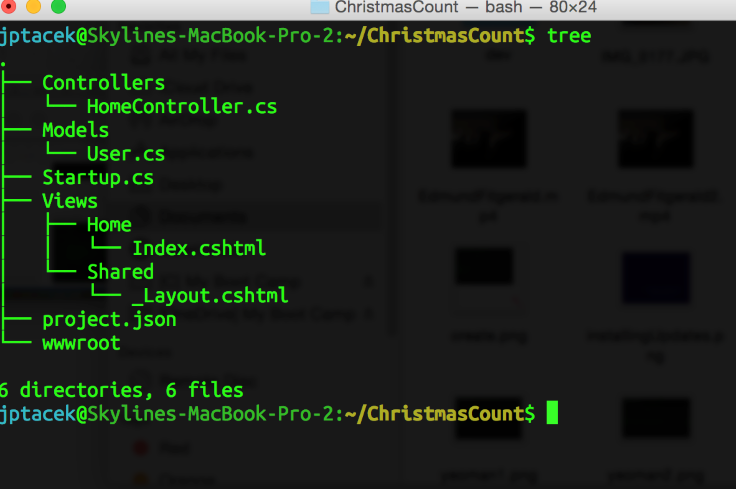 ChristmasCount — bash — 80×24
jptacek@Skylines-MacBook-Pro-2:~/ChristmasCount$ tree
.
├── Controllers
│   └── HomeController.cs
├── Models
│   └── User.cs
├── Startup.cs
├── Views
│   ├── Home
│   │   └── Index.cshtml
│   └── Shared
│       └── _Layout.cshtml
├── project.json
└── wwwroot
6 directories, 6 files
jptacek@Skylines-MacBook-Pro-2:~/ChristmasCount$